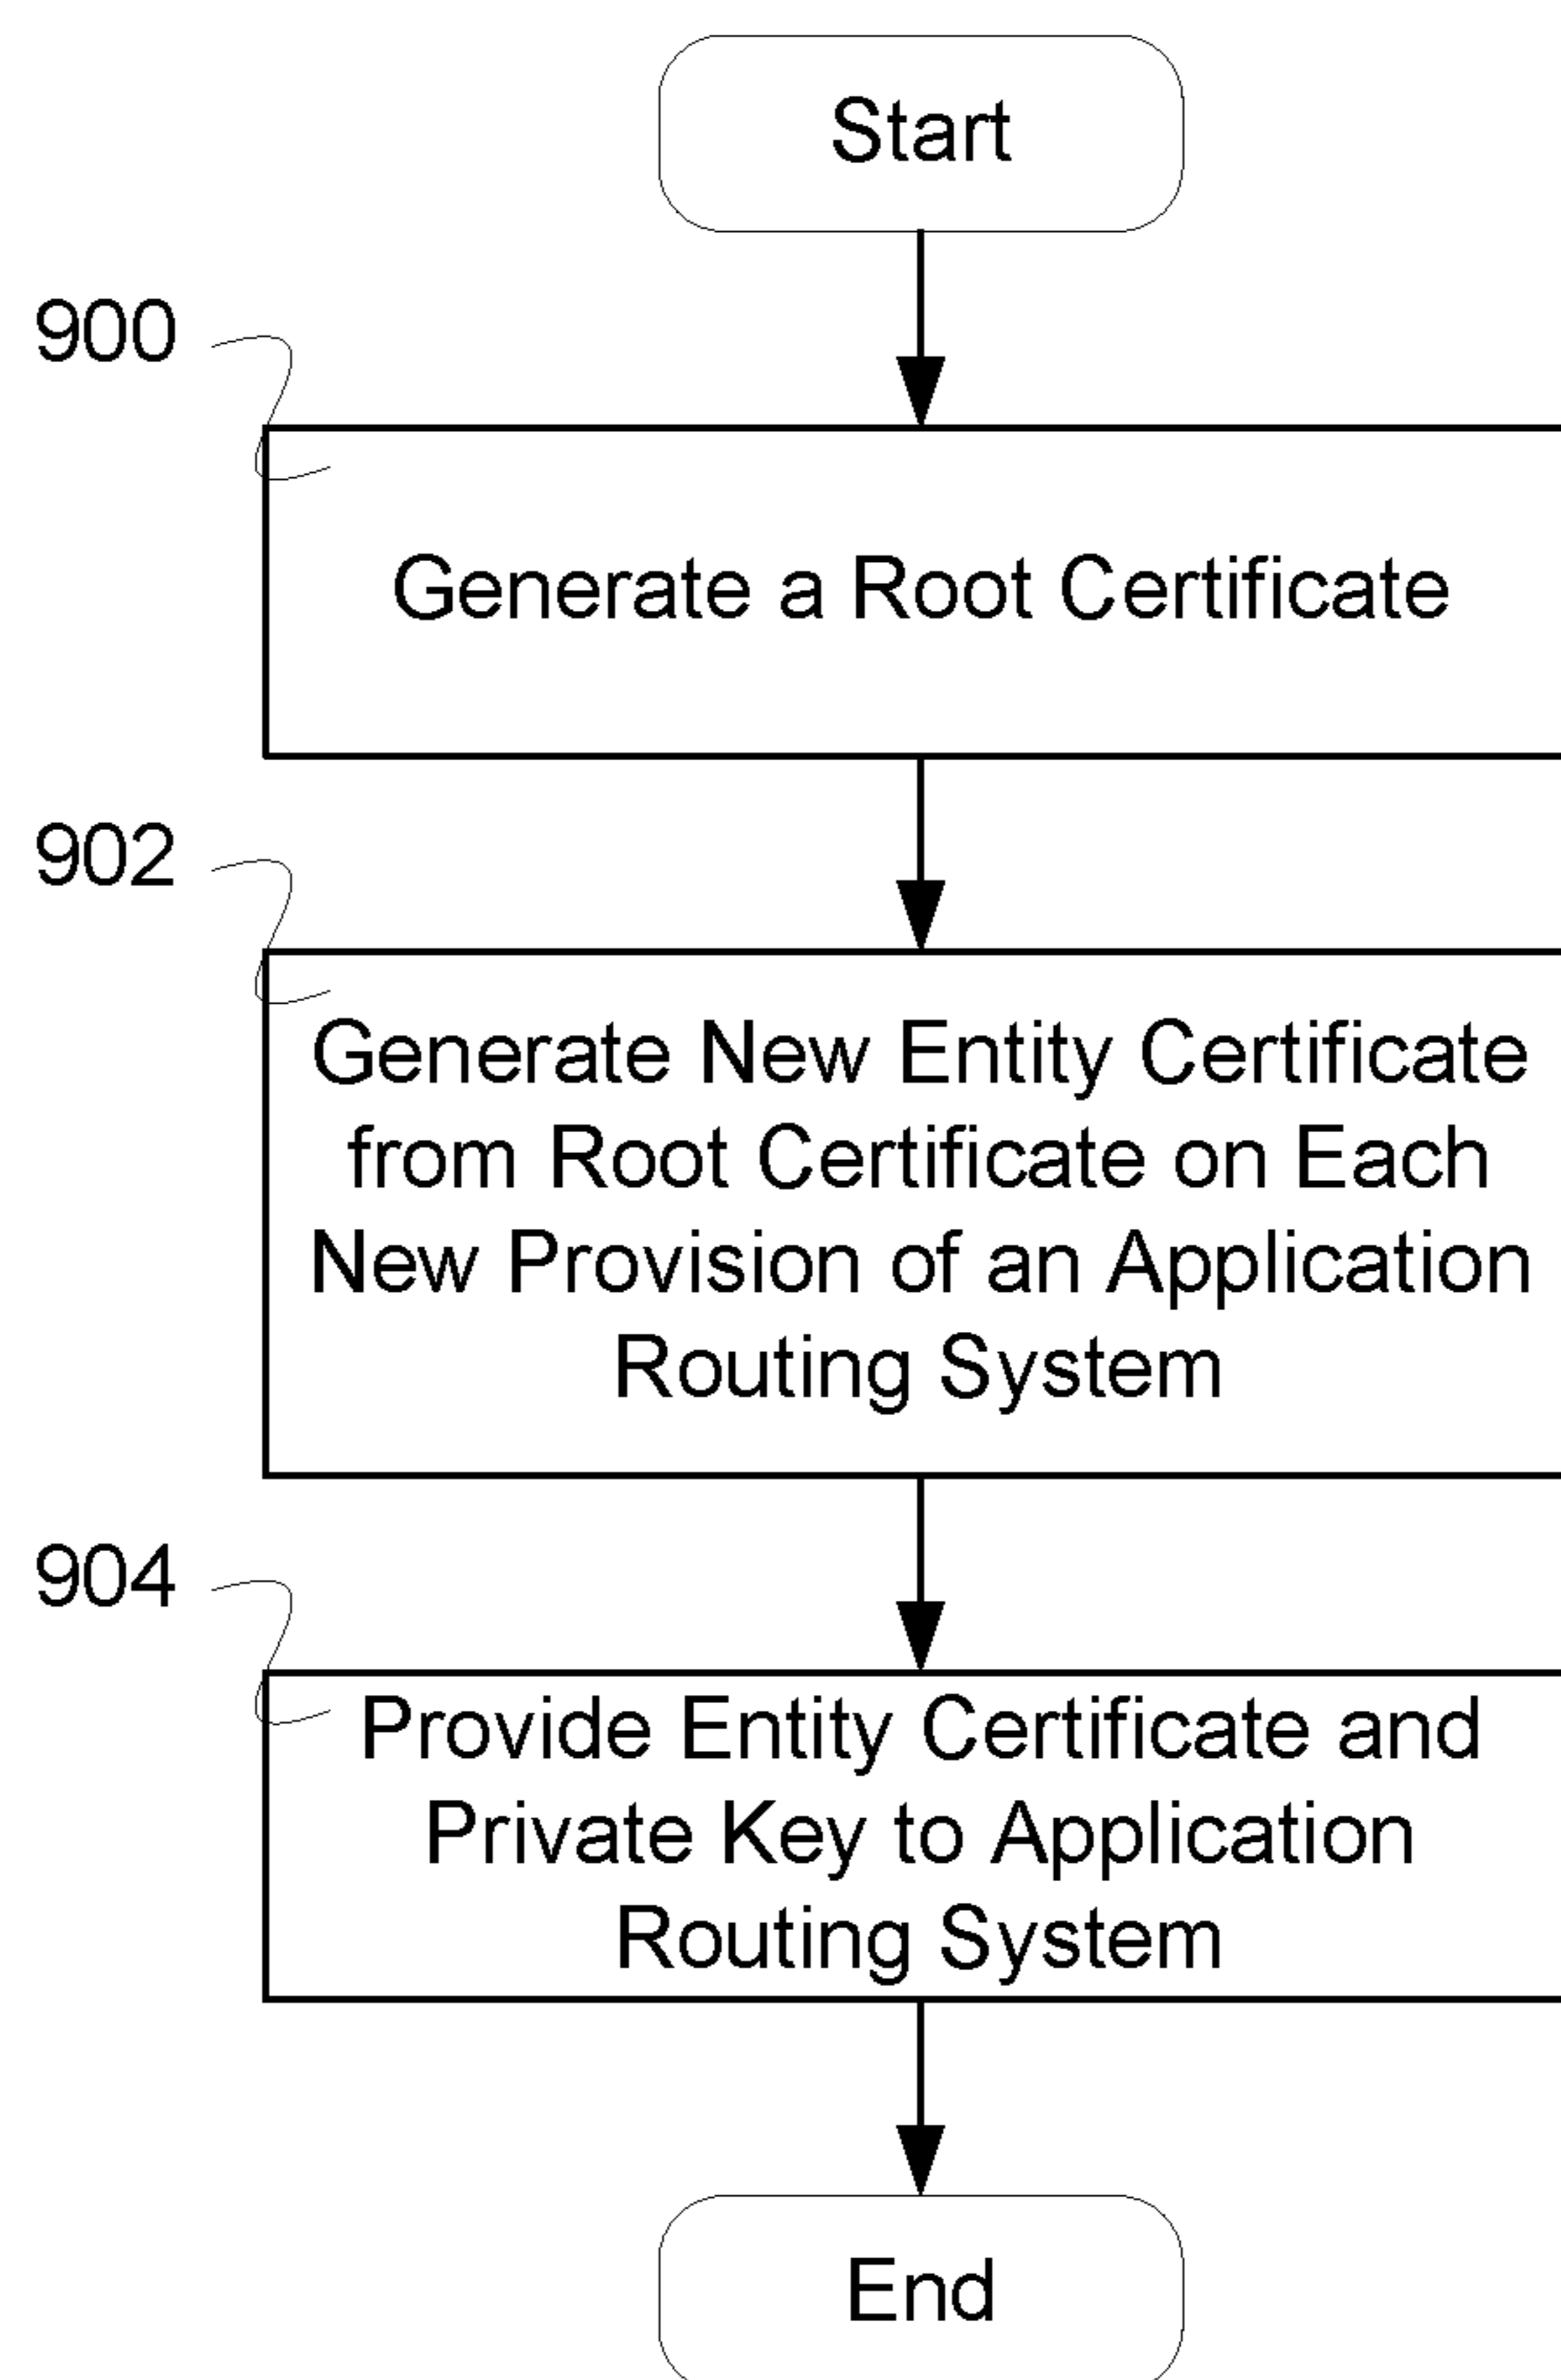 Start
900
Generate a Root Certificate
902
Generate New Entity Certificate
from Root Certificate on Each
New Provision of an Application
Routing System
904
Provide Entity Certificate and
Private Key to Application
Routing System
End